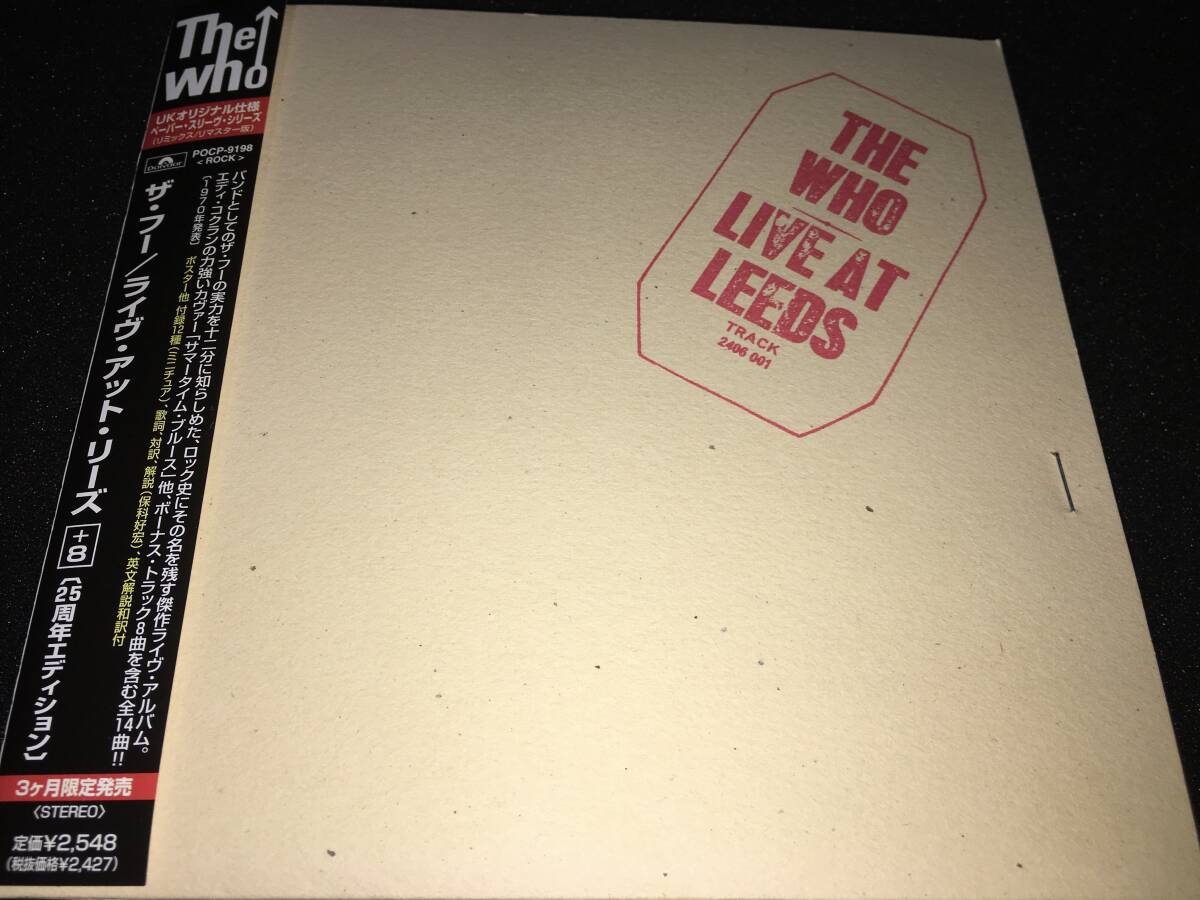 The
Who
UKオリジナル仕様
ペーパー・スリーヴ・シリーズ
(リミックス/リマスター版)
Polydor
POCP-9198
<ROCK>
バンドとしてのザ・フーの実力を十二分に知らしめた、ロック史にその名を残す傑作ライヴ・アルバム。
エディ・コクランの力強いカヴァー「サマータイム・ブルース」他、ボーナス・トラック8曲を含む全14曲!!
(1970年発表)
ポスター他 付録12種(ミニチュア)、歌詞、対訳、解説(保科好宏)、英文解説和訳付
ザ・フー/ライヴ・アット・リーズ +8 〔25周年エディション〕
3ヶ月限定発売
〈STEREO〉
定価¥2,548
(税抜価格¥2,427)
THE
WHO
LIVE AT
LEEDS
TRACK
2406 001